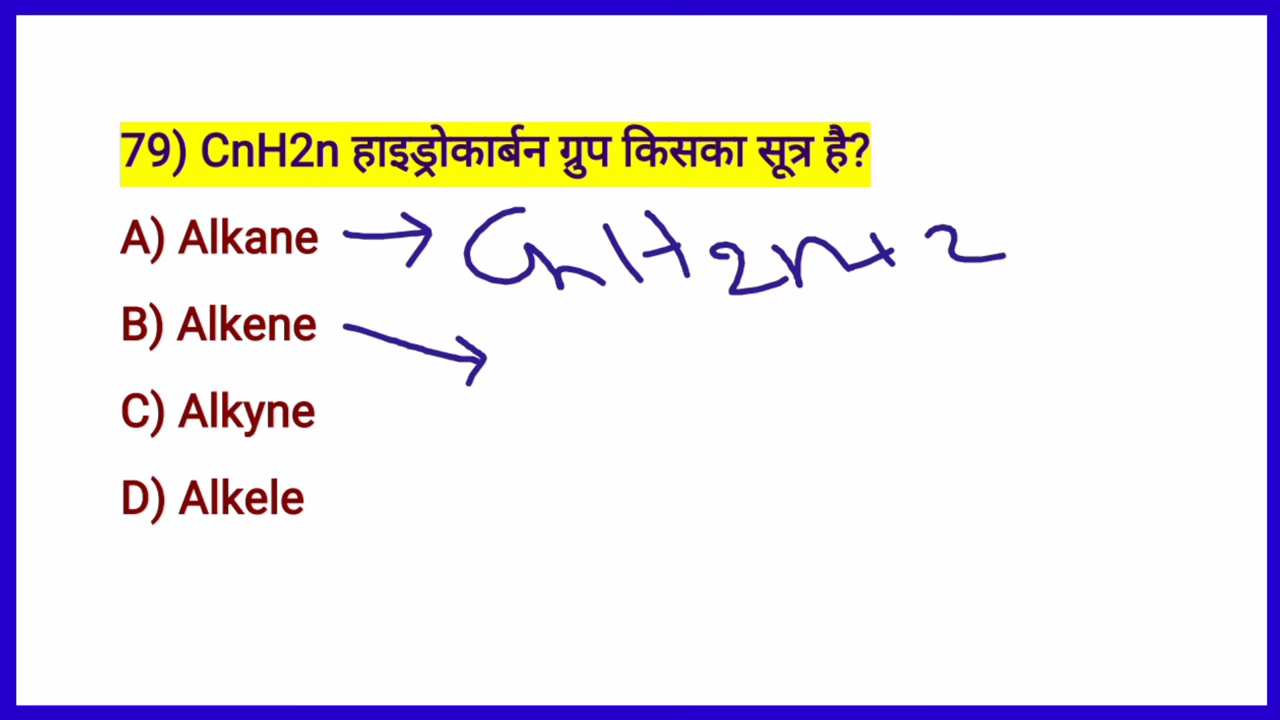 79) CnH2n हाइड्रोकार्बन ग्रुप किसका सूत्र है?
A) Alkane → CnH2n+2
B) Alkene →
C) Alkyne
D) Alkele